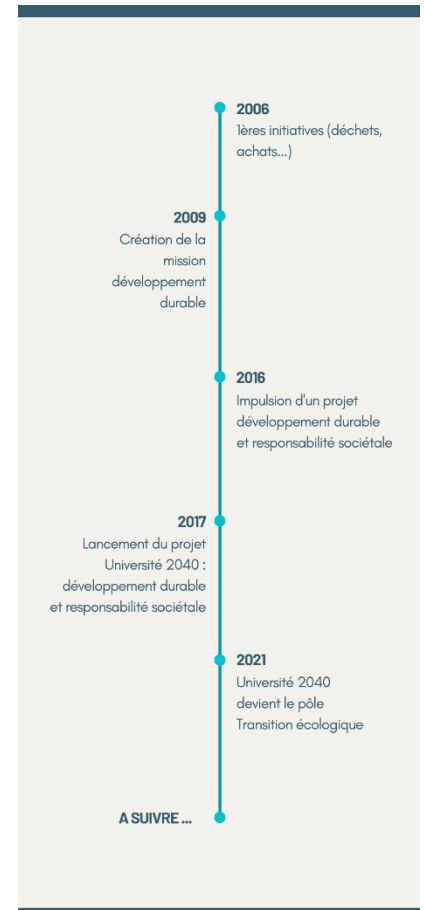 2006
1ères initiatives (déchets,
achats...)
2009
Création de la
mission
développement
durable
2016
Impulsion d'un projet
développement durable
et responsabilité sociétale
2017
Lancement du projet
Université 2040 :
développement durable
et responsabilité sociétale
2021
Université 2040
devient le pôle
Transition écologique
A SUIVRE ...